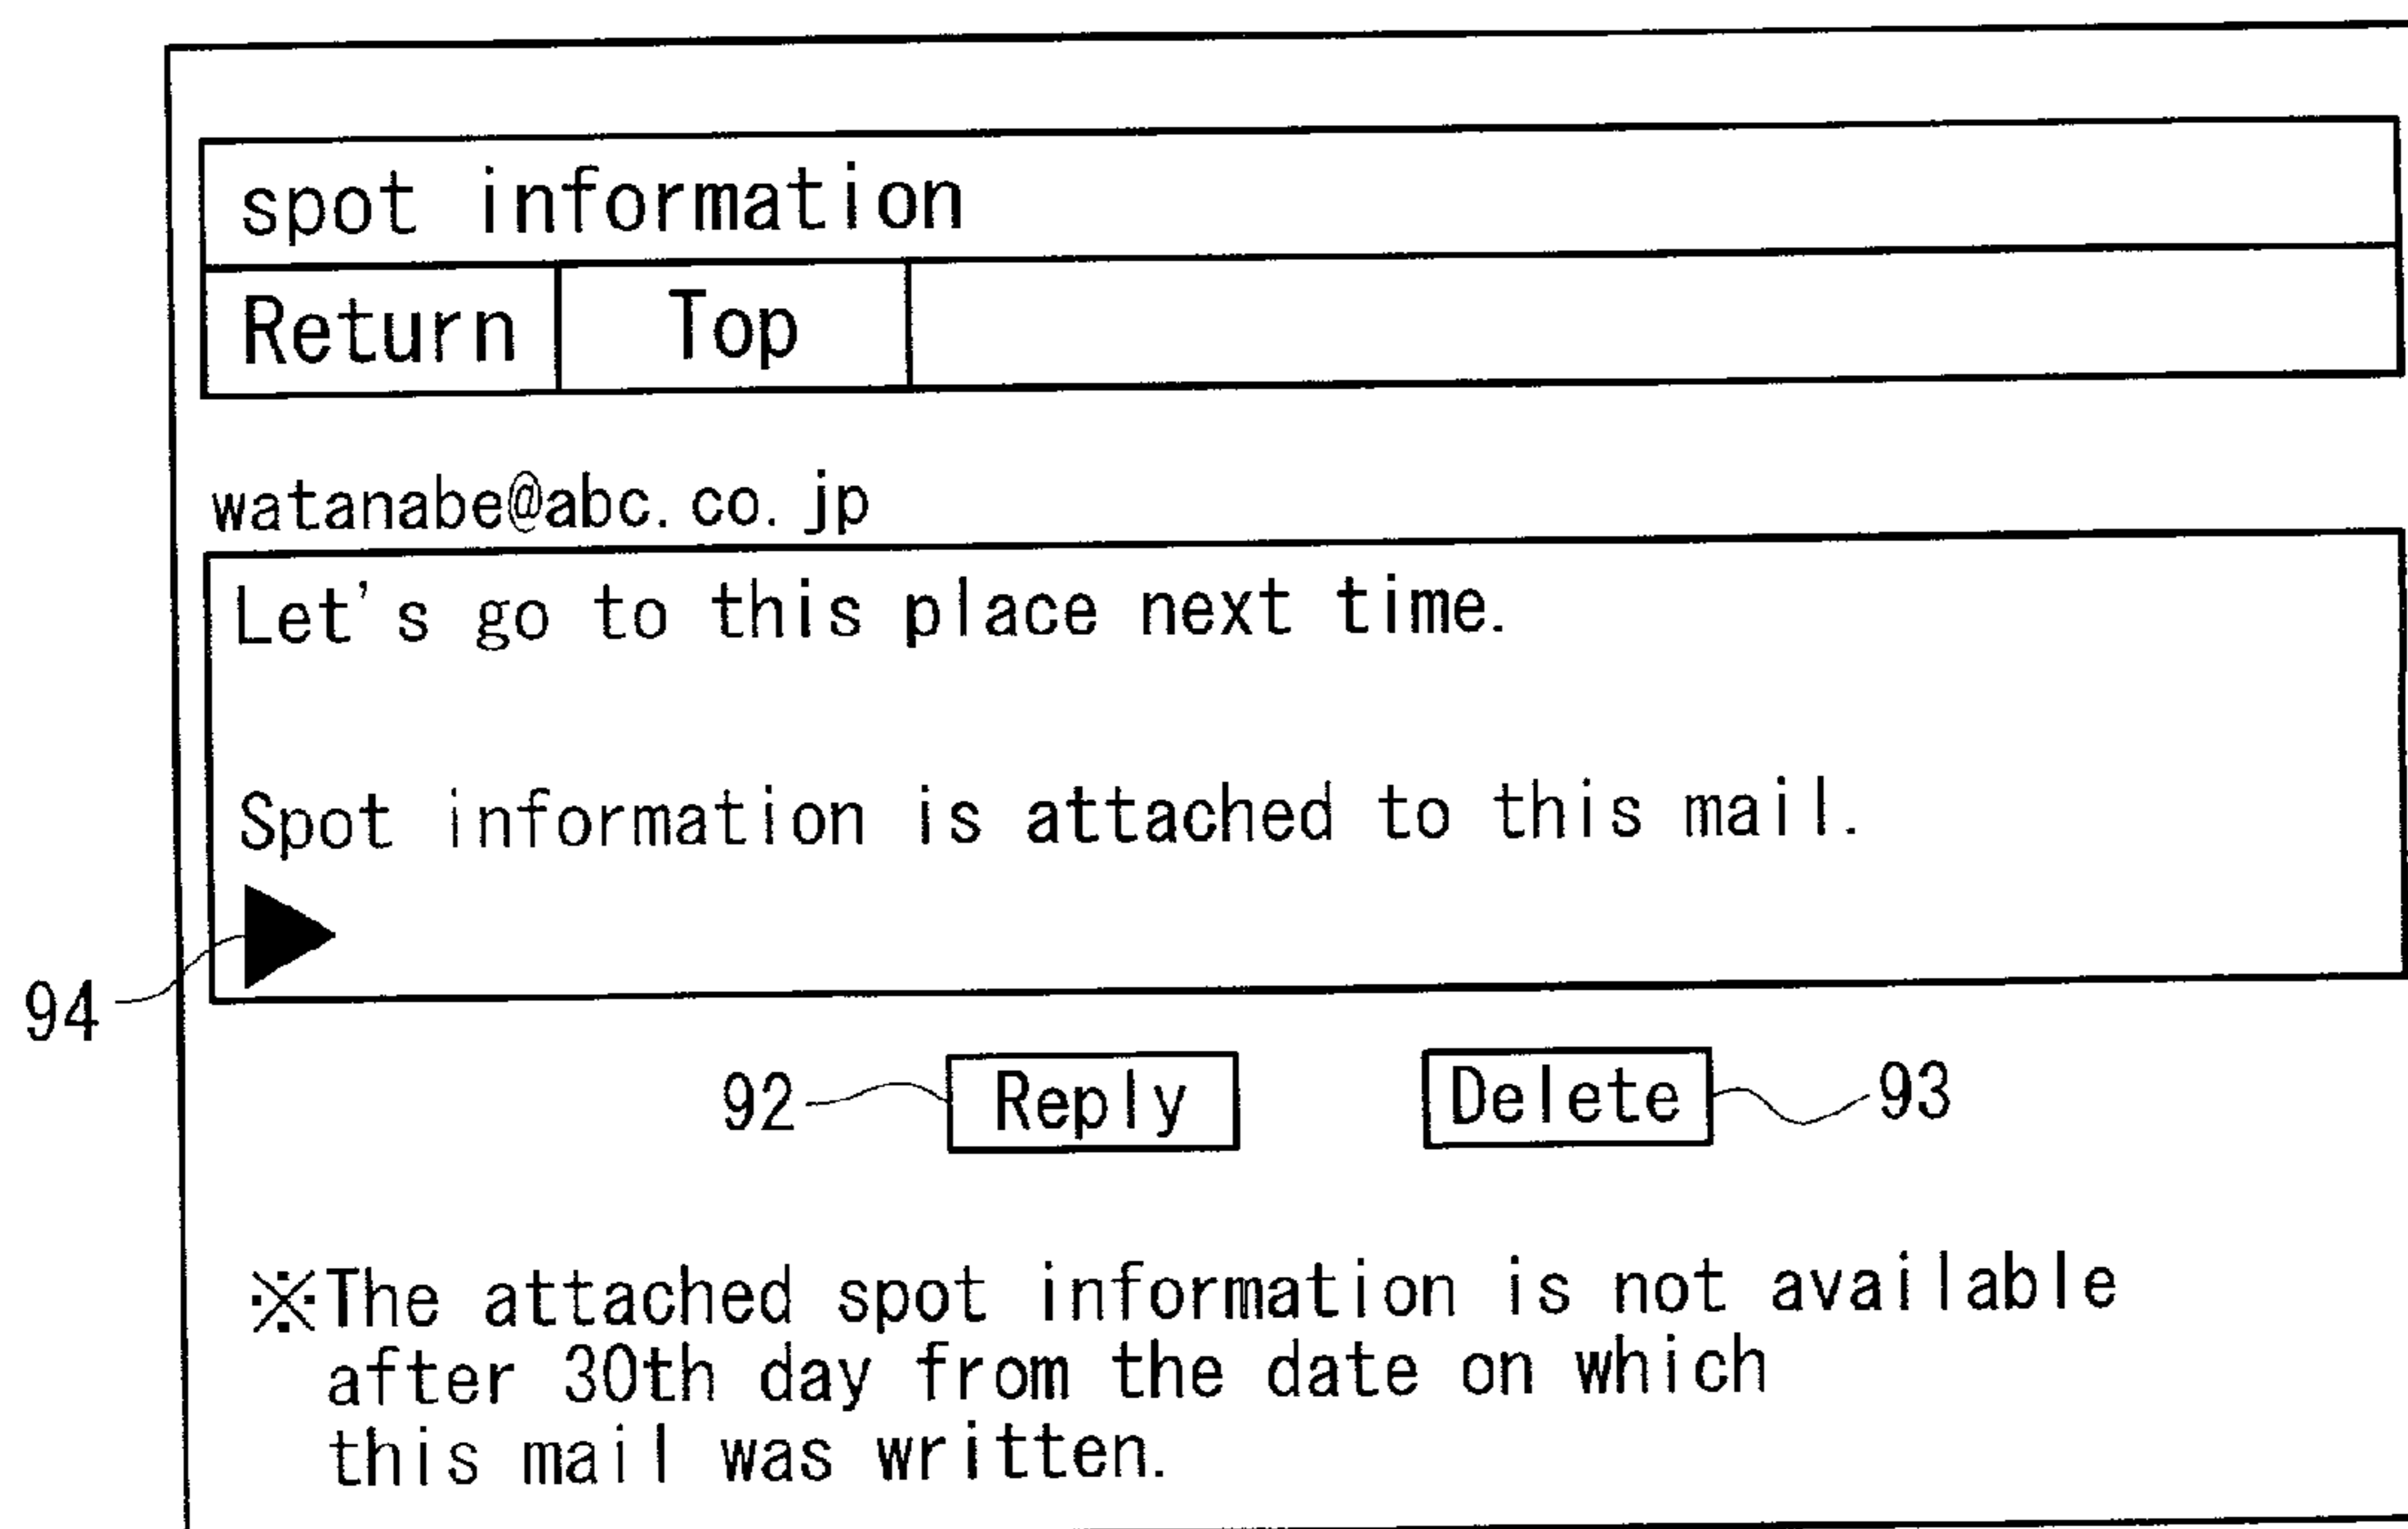 spot information
Return Top
watanabe@abc.co.jp
Let's go to this place next time.
Spot information is attached to this mail.
94
92 Reply Delete 93
※The attached spot information is not available
after 30th day from the date on which
this mail was written.